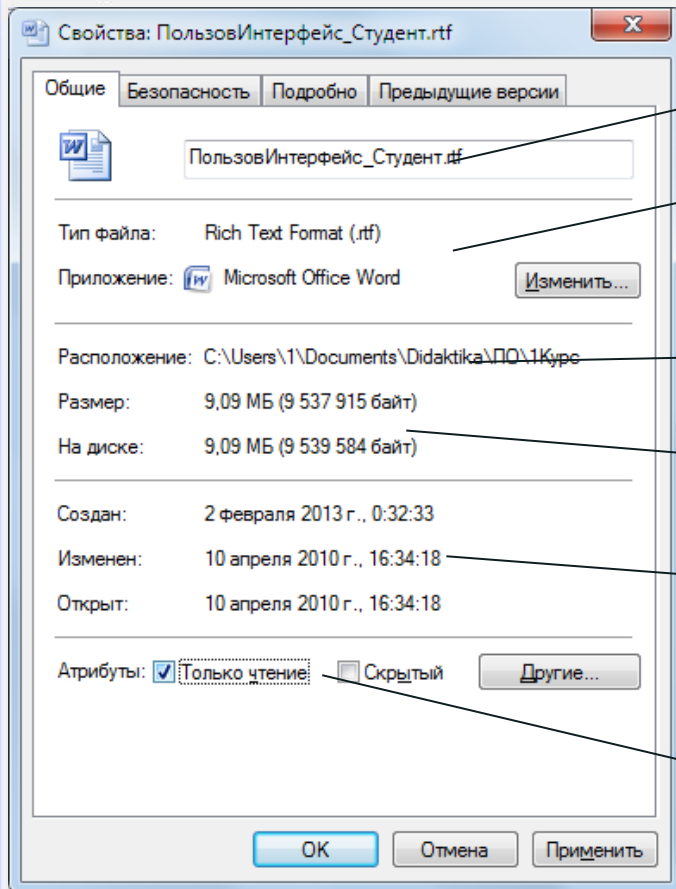 Свойства: ПользовИнтерфейс_Студент.rtf
Общие Безопасность Подробно Предыдущие версии
ПользовИнтерфейс_Студент.rtf
Тип файла: Rich Text Format (.rtf)
Приложение: Microsoft Office Word Изменить...
Расположение: C:\Users\1\Documents\Didaktika\ПО\1Курс
Размер: 9,09 МБ (9 537 915 байт)
На диске: 9,09 МБ (9 539 584 байт)
Создан: 2 февраля 2013 г., 0:32:33
Изменен: 10 апреля 2010 г., 16:34:18
Открыт: 10 апреля 2010 г., 16:34:18
Атрибуты: Только чтение Скрытый Другие...
OK Отмена Применить